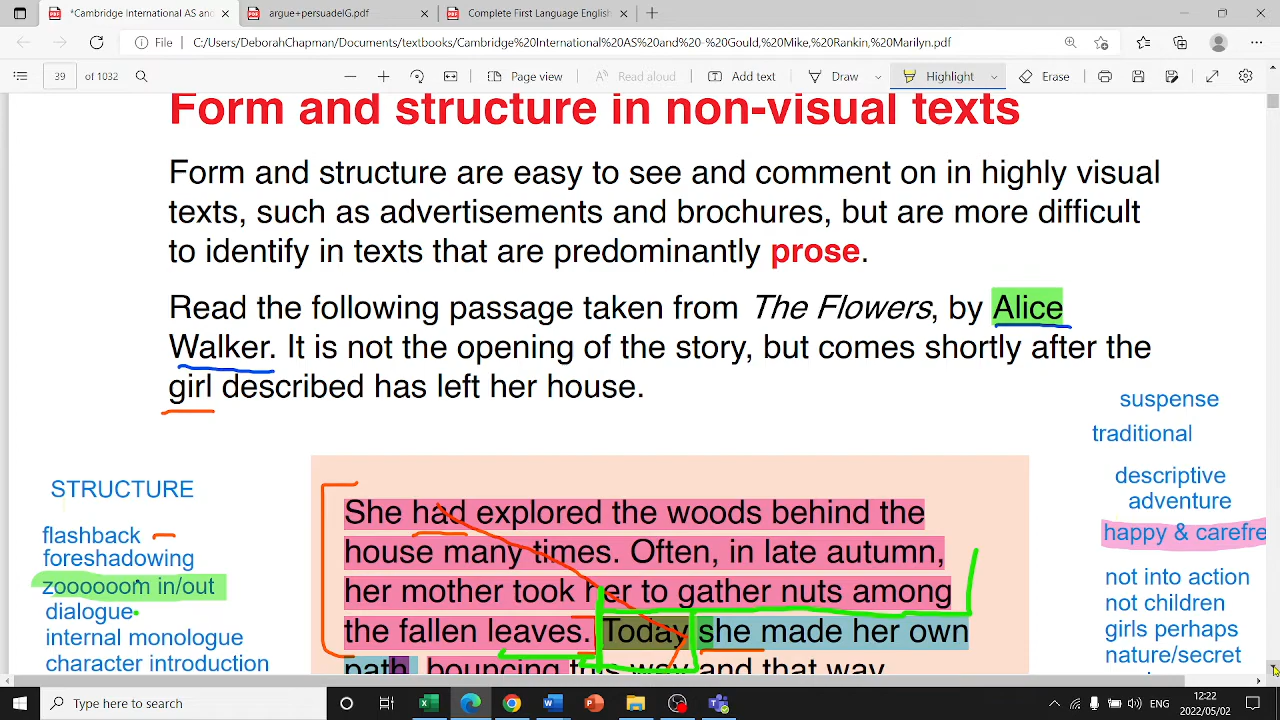 *Cambridge International AS and
argue+persuadeIG.pdf
Complete First Language English
File
C:/Users/DeborahChapman/Documents/textbooks/Cambridge%20International%20AS%20and%20-%20Gould,%20Mike,%20Rankin,%20Marilyn.pdf
39 of 1032
Page view
Read aloud
Add text
Draw
Highlight
Erase
Form and structure in non-visual texts
Form and structure are easy to see and comment on in highly visual
texts, such as advertisements and brochures, but are more difficult
to identify in texts that are predominantly prose.
Read the following passage taken from The Flowers, by Alice
Walker. It is not the opening of the story, but comes shortly after the
girl described has left her house.
suspense
traditional
descriptive
adventure
happy & carefre
not into action
not children
girls perhaps
nature/secret
STRUCTURE
flashback
foreshadowing
zoooooom in/out
dialogue
internal monologue
character introduction
She had explored the woods behind the
house many times. Often, in late autumn,
her mother took her to gather nuts among
the fallen leaves. Today she made her own
path bouncing this way and that way
Type here to search
ENG
12:22
2022/05/02